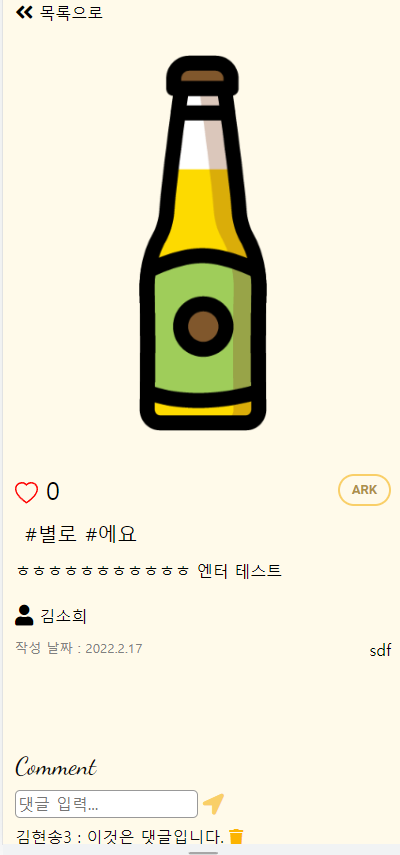 목록으로
0
ARK
#별로 #에요
ㅎㅎㅎㅎㅎㅎㅎㅎㅎㅎㅎ 엔터 테스트
김소희
작성 날짜 : 2022.2.17
sdf
Comment
댓글 입력...
김현송3 : 이것은 댓글입니다.